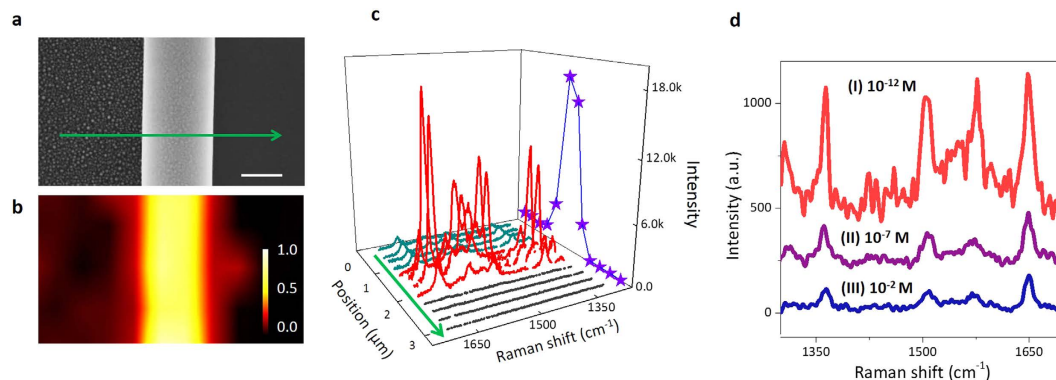 a
b
1.0
0.5
0.0
c
18.0k
12.0k
6.0k
0.0
Intensity
0
1
2
3
Position (μm)
1650
1500
1350
Raman shift (cm⁻¹)
d
1000
500
0
Intensity (a.u.)
(I) 10⁻¹² M
(II) 10⁻⁷ M
(III) 10⁻² M
1350
1500
1650
Raman shift (cm⁻¹)